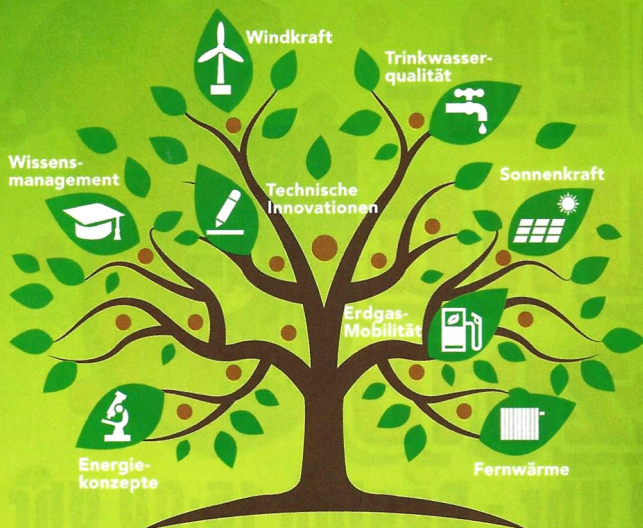 Windkraft
Trinkwasser-
qualität
Wissens-
management
Technische
Innovationen
Sonnenkraft
Erdgas-
Mobilität
Energie-
konzepte
Fernwärme